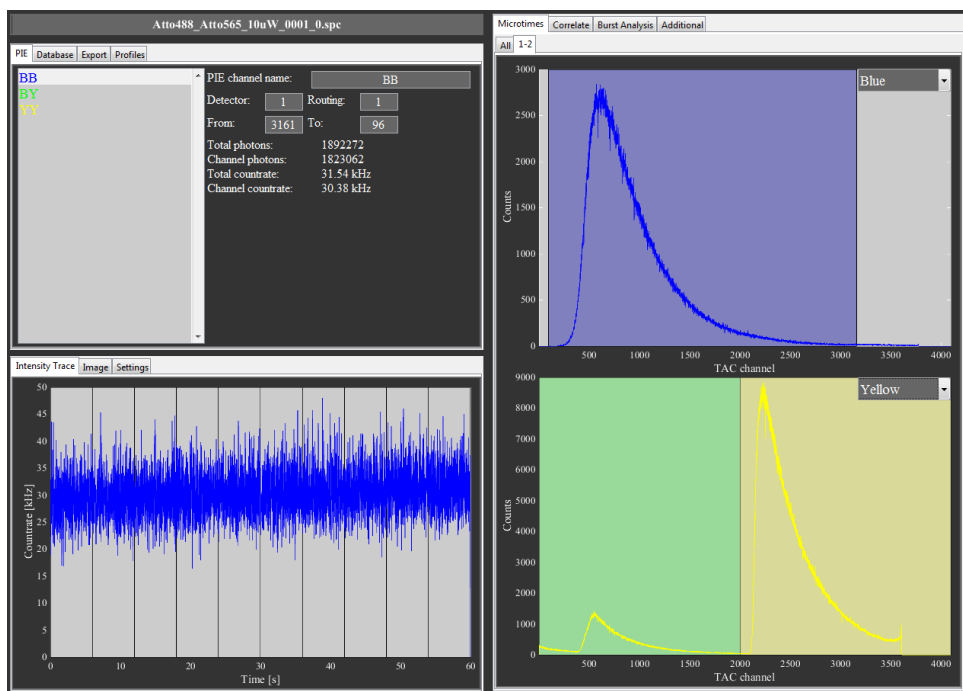 Atto488_Atto565_10uW_0001_0.spc
PIE Database Export Profiles
BB
BY
YY
PIE channel name: BB
Detector: 1 Routing: 1
From: 3161 To: 96
Total photons: 1892272
Channel photons: 1823062
Total countrate: 31.54 kHz
Channel countrate: 30.38 kHz
Intensity Trace Image Settings
50
45
40
35
30
25
20
15
10
5
0
Countrate [kHz]
0 10 20 30 40 50 60
Time [s]
Microtimes Correlate Burst Analysis Additional
All 1-2
Blue
3000
2500
2000
1500
1000
500
0
Counts
500 1000 1500 2000 2500 3000 3500 4000
TAC channel
Yellow
9000
8000
7000
6000
5000
4000
3000
2000
1000
0
Counts
500 1000 1500 2000 2500 3000 3500 4000
TAC channel